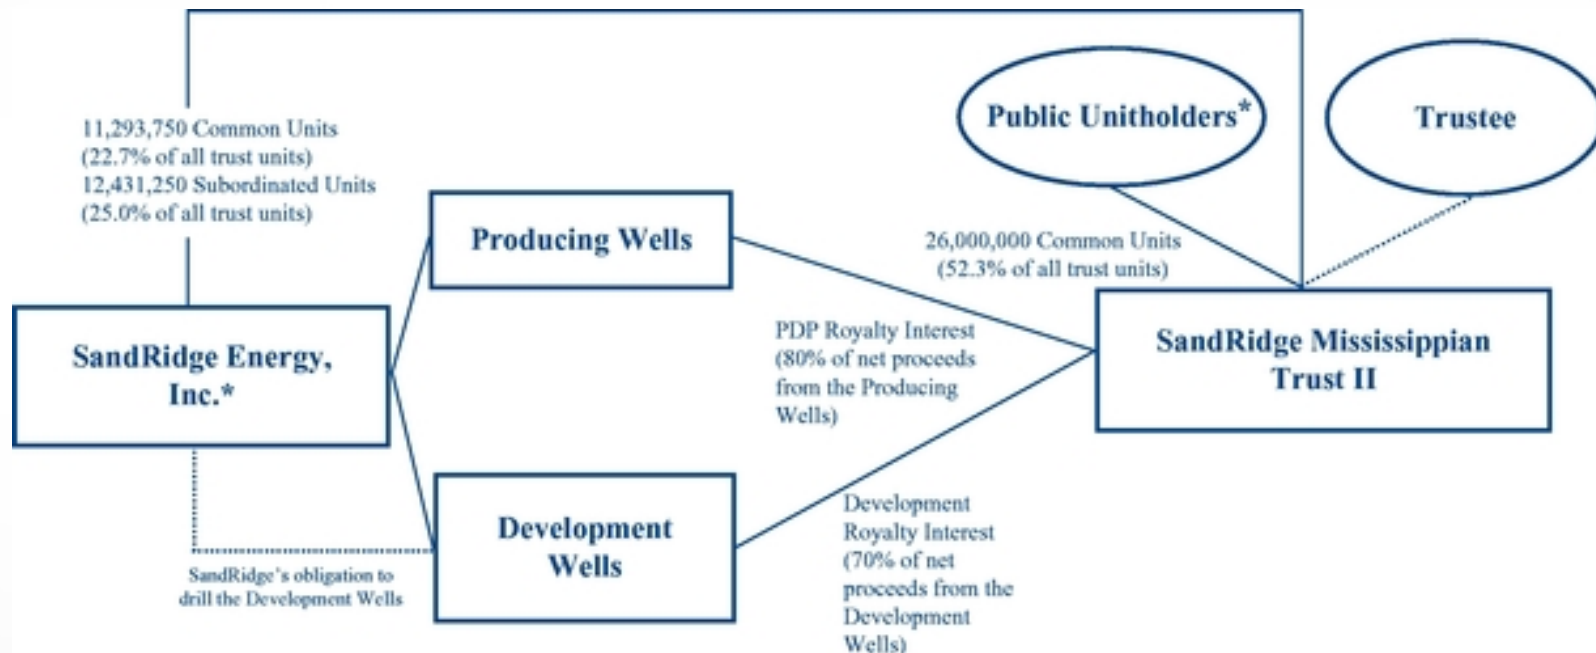 11,293,750 Common Units
(22.7% of all trust units)
12,431,250 Subordinated Units
(25.0% of all trust units)
Public Unitholders*
Trustee
Producing Wells
26,000,000 Common Units
(52.3% of all trust units)
SandRidge Energy,
Inc.*
PDP Royalty Interest
(80% of net proceeds
from the Producing
Wells)
SandRidge Mississippian
Trust II
Development
Wells
Development
Royalty Interest
(70% of net
proceeds from the
Development
Wells)
SandRidge's obligation to
drill the Development Wells